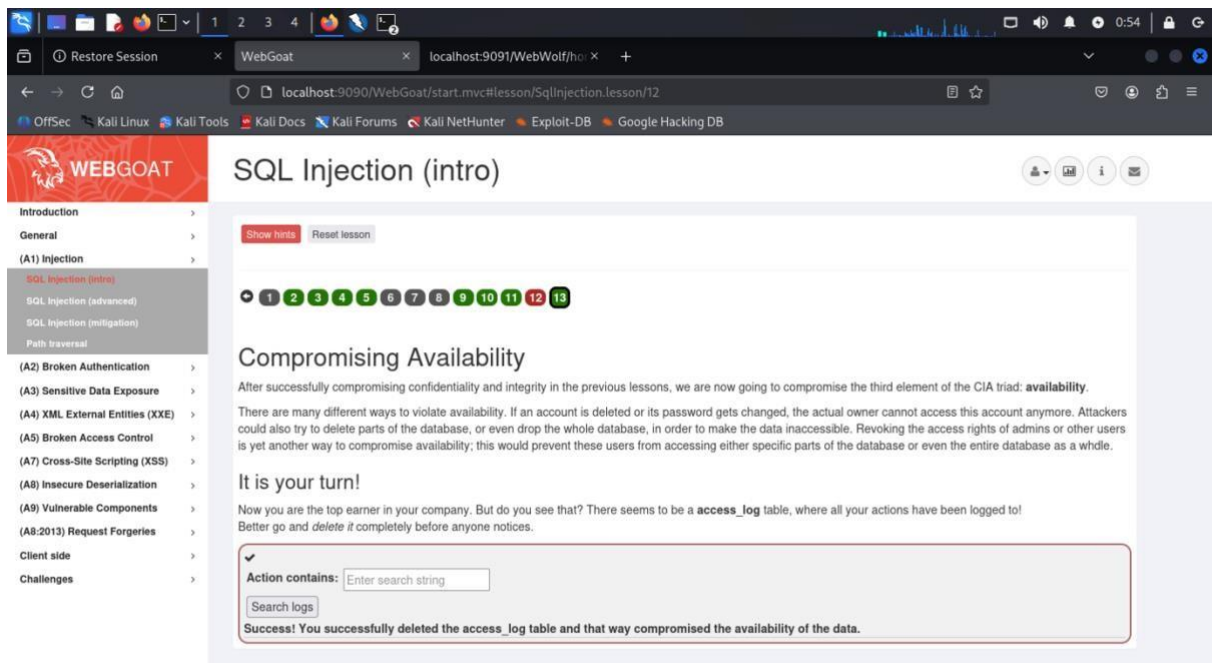 1 2 3 4
0:54
Restore Session
WebGoat
localhost:9091/WebWolf/hor
localhost:9090/WebGoat/start.mvc#lesson/SqlInjection.lesson/12
OffSec Kali Linux Kali Tools Kali Docs Kali Forums Kali NetHunter Exploit-DB Google Hacking DB
WEBGOAT
SQL Injection (intro)
Introduction
General
(A1) Injection
SQL Injection (intro)
SQL Injection (advanced)
SQL Injection (mitigation)
Path traversal
(A2) Broken Authentication
(A3) Sensitive Data Exposure
(A4) XML External Entities (XXE)
(A5) Broken Access Control
(A7) Cross-Site Scripting (XSS)
(A8) Insecure Deserialization
(A9) Vulnerable Components
(A8:2013) Request Forgeries
Client side
Challenges
Show hints Reset lesson
1 2 3 4 5 6 7 8 9 10 11 12 13
Compromising Availability
After successfully compromising confidentiality and integrity in the previous lessons, we are now going to compromise the third element of the CIA triad: availability.
There are many different ways to violate availability. If an account is deleted or its password gets changed, the actual owner cannot access this account anymore. Attackers
could also try to delete parts of the database, or even drop the whole database, in order to make the data inaccessible. Revoking the access rights of admins or other users
is yet another way to compromise availability; this would prevent these users from accessing either specific parts of the database or even the entire database as a whole.
It is your turn!
Now you are the top earner in your company. But do you see that? There seems to be a access_log table, where all your actions have been logged to!
Better go and delete it completely before anyone notices.
Action contains: Enter search string
Search logs
Success! You successfully deleted the access_log table and that way compromised the availability of the data.